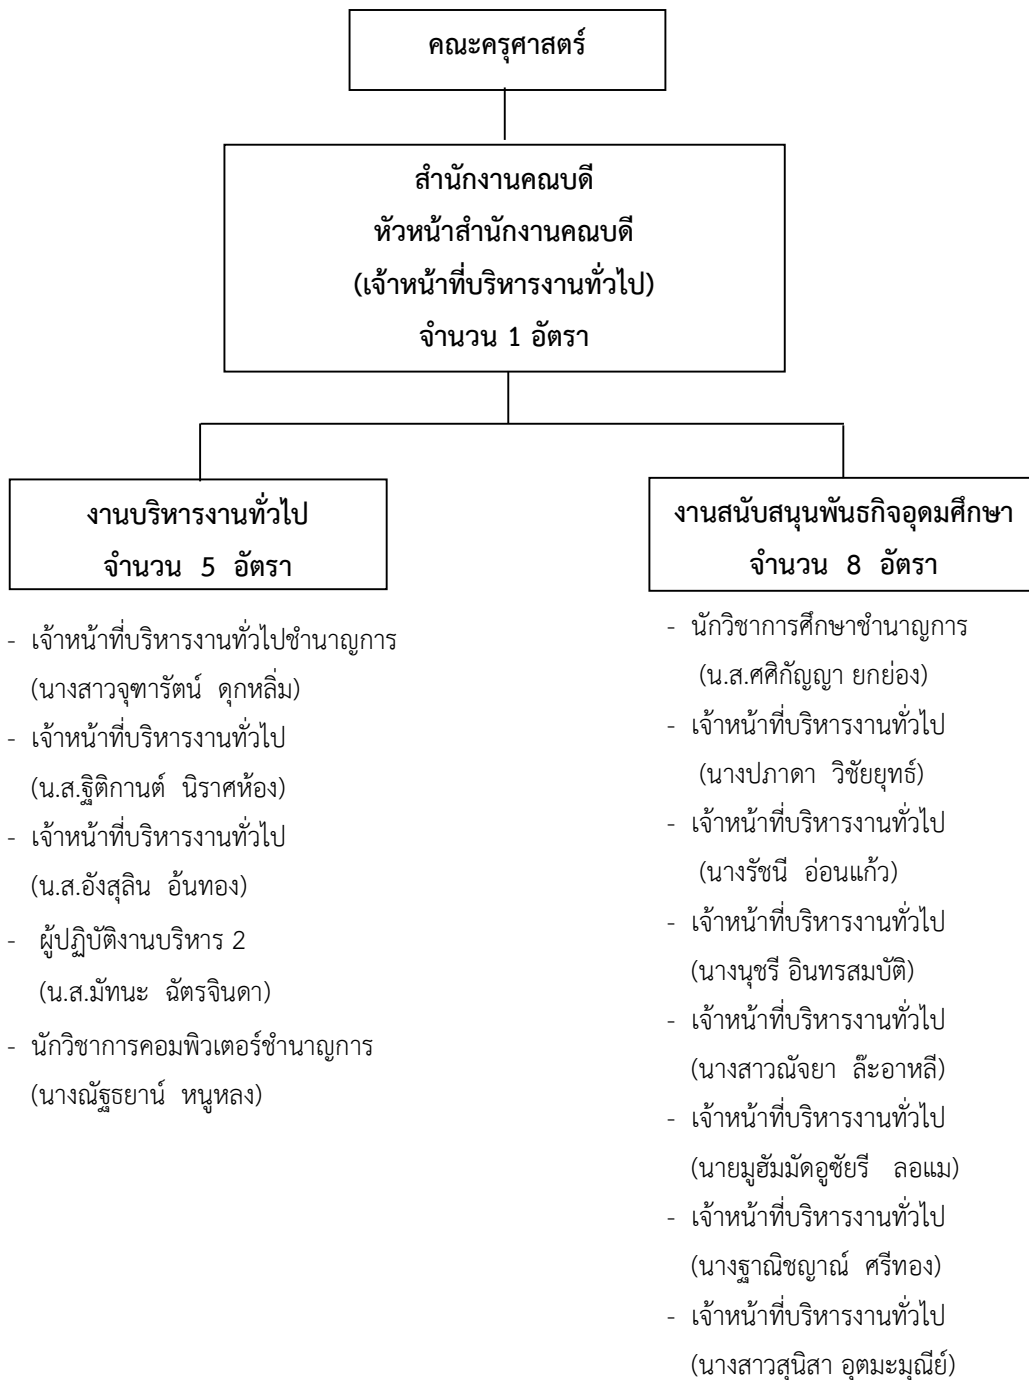 คณะครุศาสตร์
สำนักงานคณบดี
หัวหน้าสำนักงานคณบดี
(เจ้าหน้าที่บริหารงานทั่วไป)
จำนวน 1 อัตรา
งานบริหารงานทั่วไป
จำนวน 5 อัตรา
- เจ้าหน้าที่บริหารงานทั่วไปชำนาญการ
(นางสาวจุฑารัตน์ ดุกหลิ่ม)
- เจ้าหน้าที่บริหารงานทั่วไป
(น.ส.ฐิติกานต์ นิราศห้อง)
- เจ้าหน้าที่บริหารงานทั่วไป
(น.ส.อังสุลิน อ้นทอง)
- ผู้ปฏิบัติงานบริหาร 2
(น.ส.มัทนะ ฉัตรจินดา)
- นักวิชาการคอมพิวเตอร์ชำนาญการ
(นางณัฐธยาน์ หนูหลง)
งานสนับสนุนพันธกิจอุดมศึกษา
จำนวน 8 อัตรา
- นักวิชาการศึกษาชำนาญการ
(น.ส.ศศิกัญญา ยกย่อง)
- เจ้าหน้าที่บริหารงานทั่วไป
(นางปภาดา วิชัยยุทธ์)
- เจ้าหน้าที่บริหารงานทั่วไป
(นางรัชนี อ่อนแก้ว)
- เจ้าหน้าที่บริหารงานทั่วไป
(นางนุชรี อินทรสมบัติ)
- เจ้าหน้าที่บริหารงานทั่วไป
(นางสาวณัจยา ล๊ะอาหลี)
- เจ้าหน้าที่บริหารงานทั่วไป
(นายมูฮัมมัดอูซัยรี ลอแม)
- เจ้าหน้าที่บริหารงานทั่วไป
(นางฐาณิชญาณ์ ศรีทอง)
- เจ้าหน้าที่บริหารงานทั่วไป
(นางสาวสุนิสา อุตมะมุณีย์)